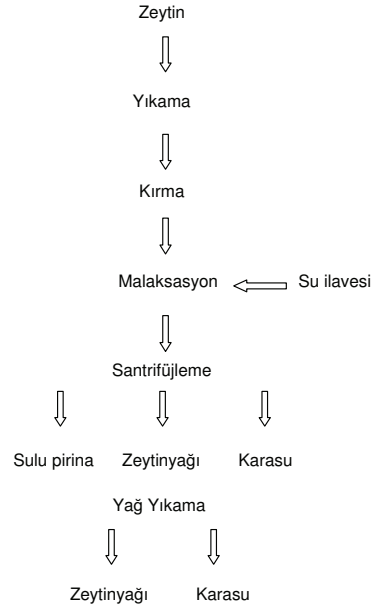 Zeytin
Yıkama
Kırma
Malaksasyon Su ilavesi
Santrifüjleme
Sulu pirina Zeytinyağı Karasu
Yağ Yıkama
Zeytinyağı Karasu